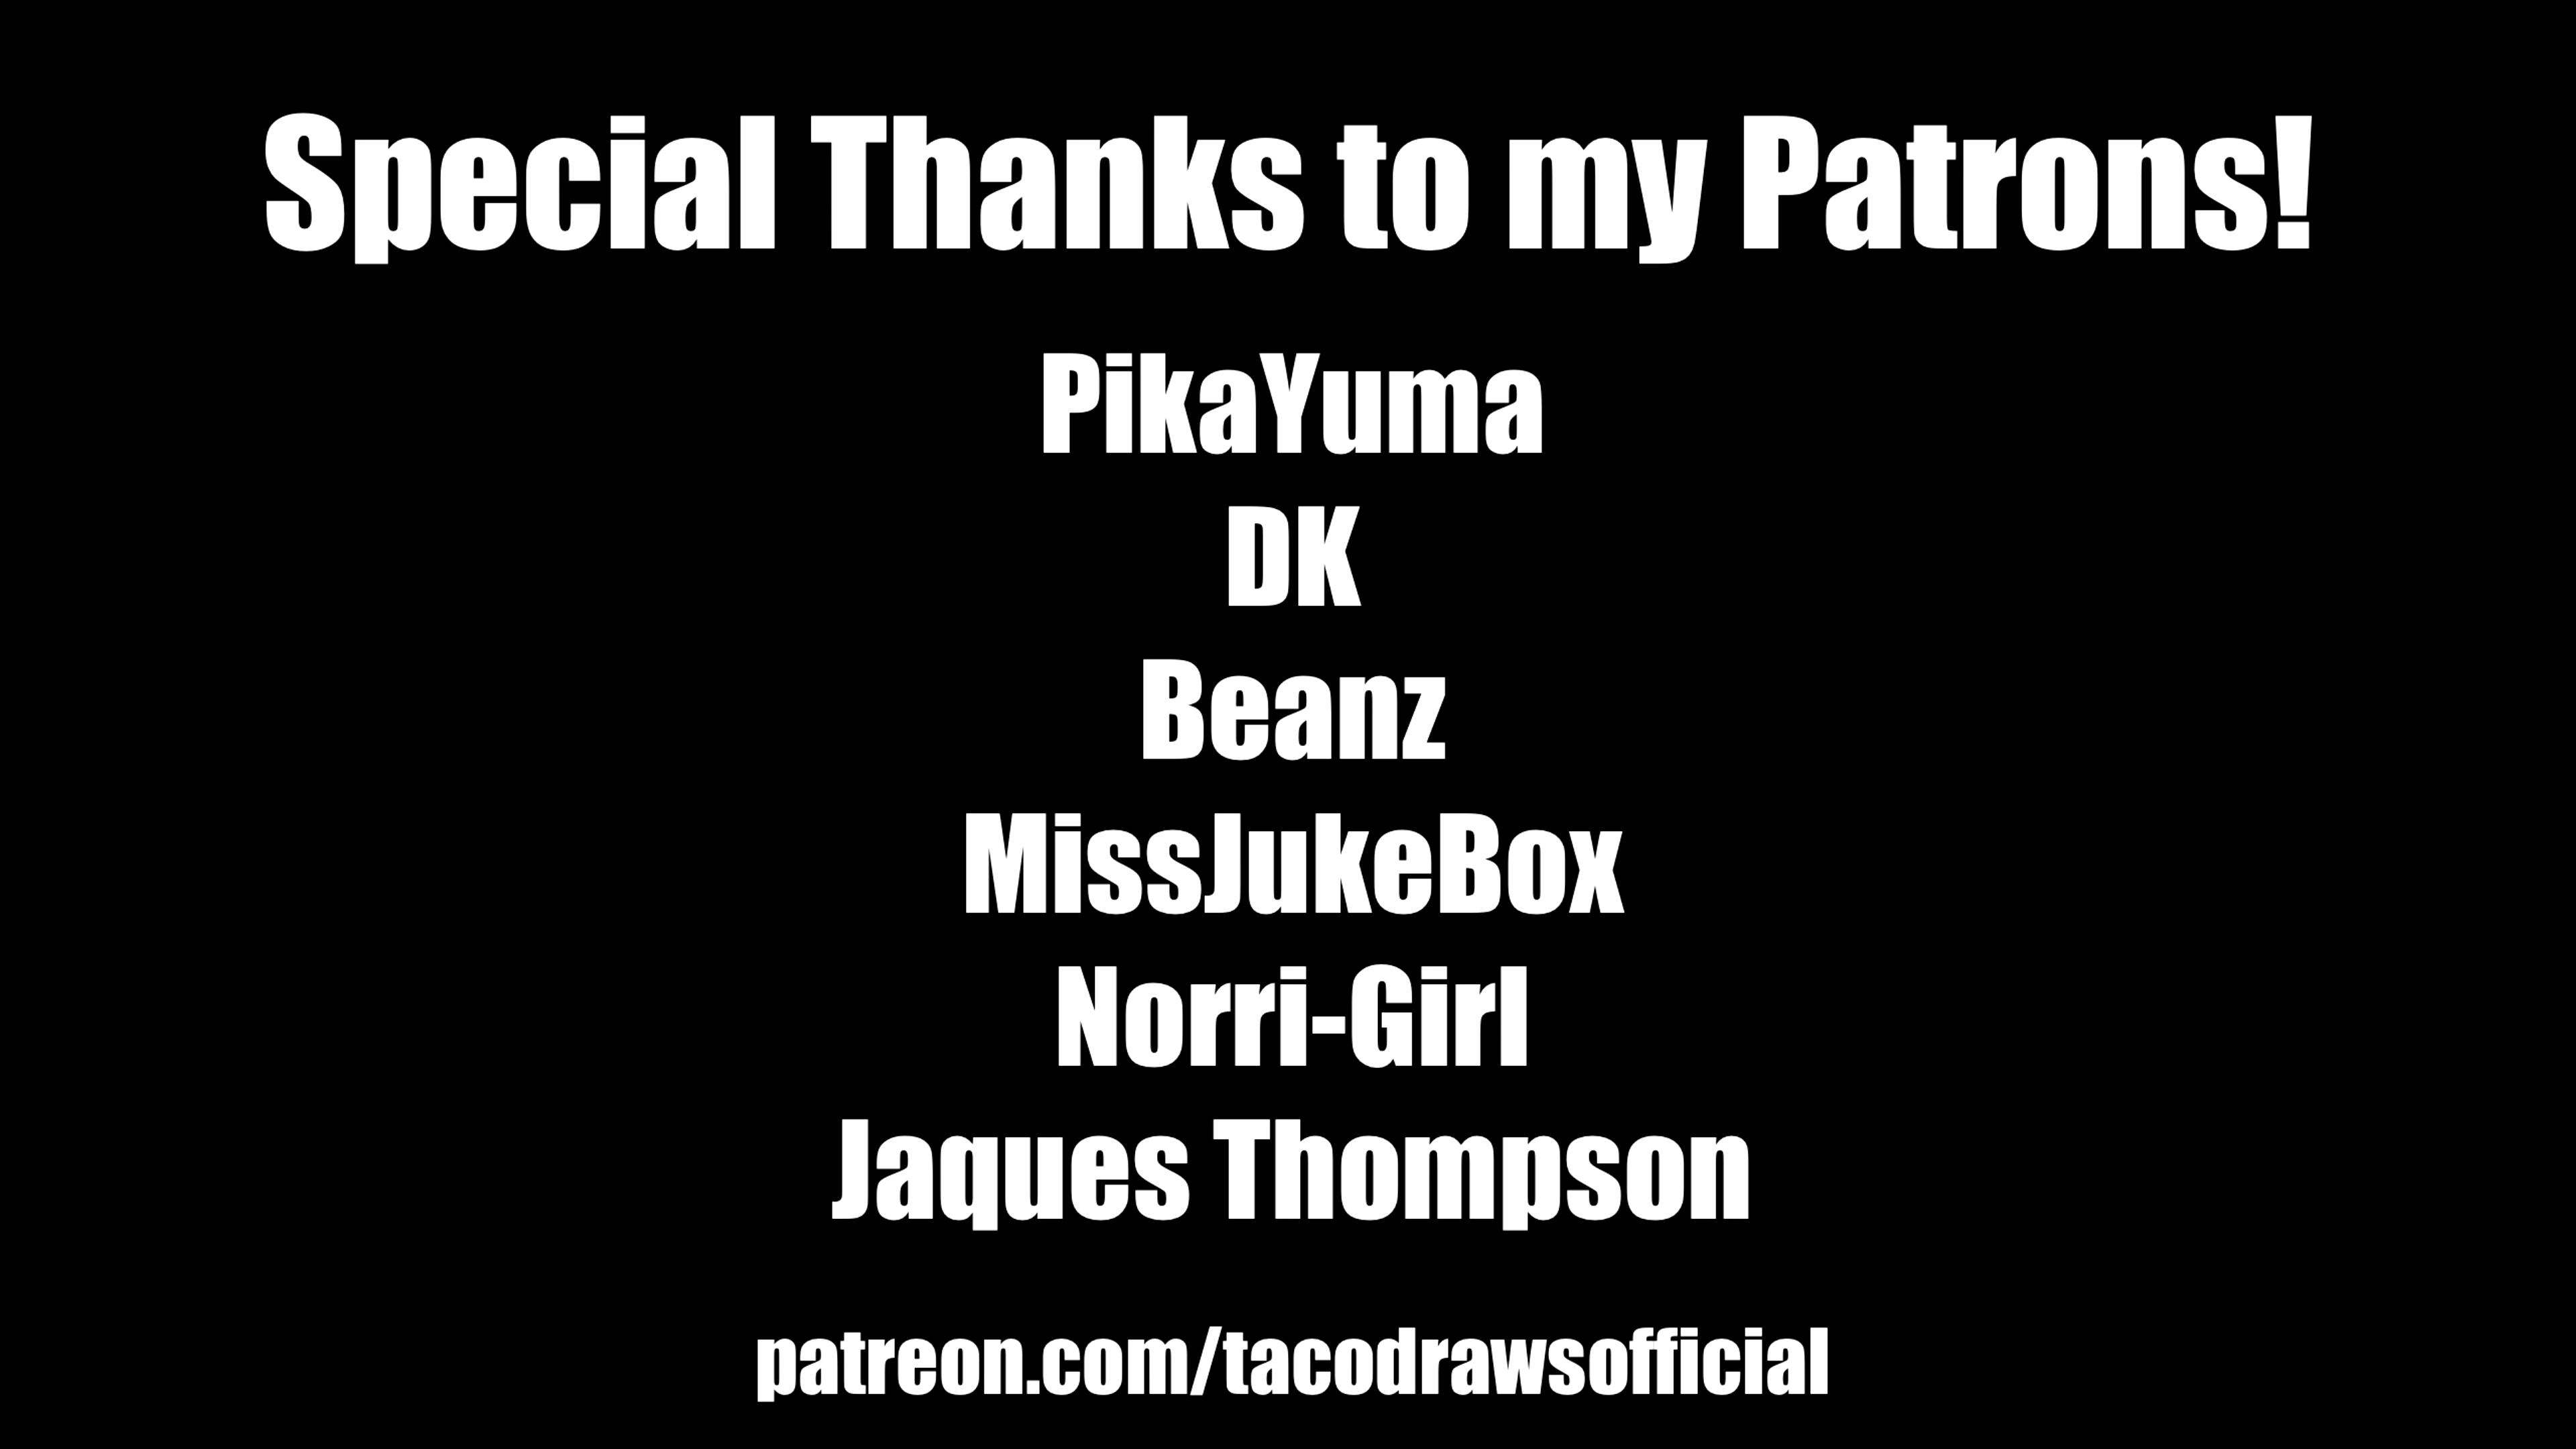 Special Thanks to my Patrons!
PikaYuma
DK
Beanz
MissJukeBox
Norri-Girl
Jaques Thompson
patreon.com/tacodrawsofficial